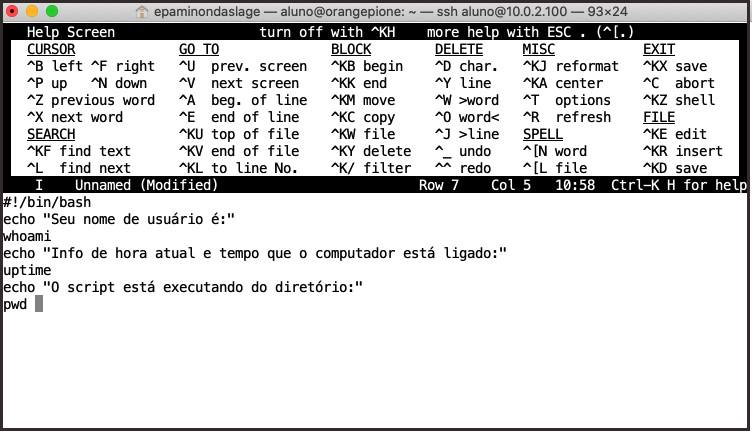 epaminondaslage — aluno@orangepione: ~ — ssh aluno@10.0.2.100 — 93×24
Help Screen turn off with ^KH more help with ESC . (^[.)
CURSOR GO TO BLOCK DELETE MISC EXIT
^B left ^F right ^U prev. screen ^KB begin ^D char. ^KJ reformat ^KX save
^P up ^N down ^V next screen ^KK end ^Y line ^KA center ^C abort
^Z previous word ^A beg. of line ^KM move ^W >word ^T options ^KZ shell
^X next word ^E end of line ^KC copy ^O word< ^R refresh FILE
SEARCH ^KU top of file ^KW file ^J >line SPELL ^KE edit
^KF find text ^KV end of file ^KY delete ^_ undo ^[N word ^KR insert
^L find next ^KL to line No. ^K/ filter ^^ redo ^[L file ^KD save
I Unnamed (Modified) Row 7 Col 5 10:58 Ctrl-K H for help
#!/bin/bash
echo "Seu nome de usuário é:"
whoami
echo "Info de hora atual e tempo que o computador está ligado:"
uptime
echo "O script está executando do diretório:"
pwd